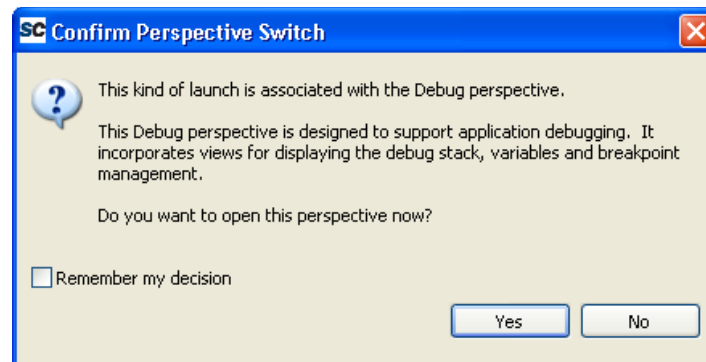 SC Confirm Perspective Switch
This kind of launch is associated with the Debug perspective.
This Debug perspective is designed to support application debugging. It
incorporates views for displaying the debug stack, variables and breakpoint
management.
Do you want to open this perspective now?
Remember my decision
Yes No